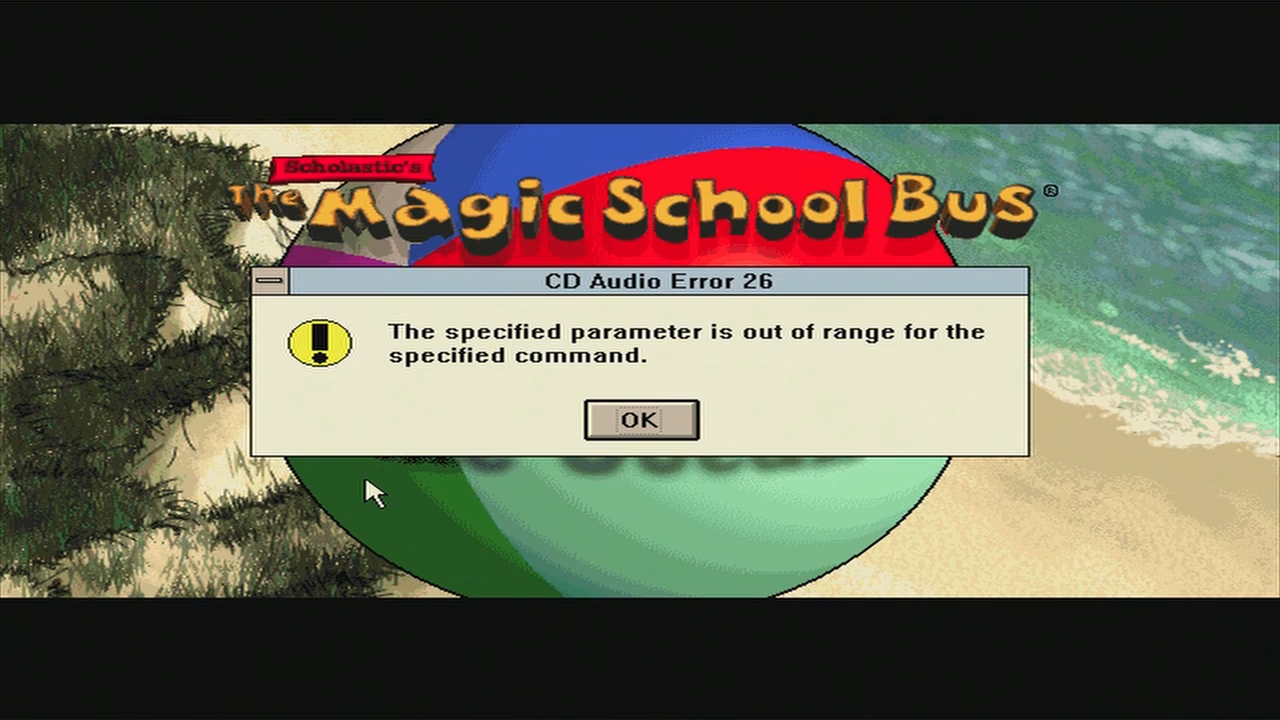 Scholastic's
The Magic School Bus®
CD Audio Error 26
The specified parameter is out of range for the
specified command.
OK